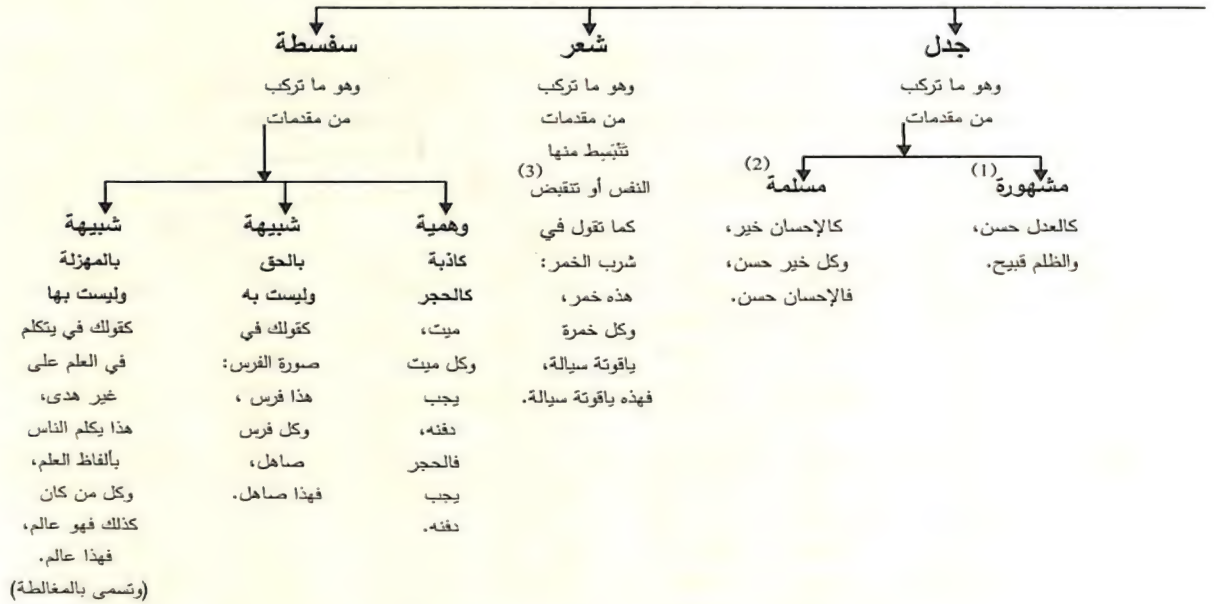 جدل
وهو ما تركب
من مقدمات
مشهورة(1)
كالعدل حسن،
والظلم قبيح.
مسلمة(2)
كالإحسان خير،
وكل خير حسن،
فالإحسان حسن.
شعر
وهو ما تركب
من مقدمات
تَنْبَسِط منها
النفس أو تنقبض(3)
كما تقول في
شرب الخمر:
هذه خمر،
وكل خمرة
ياقوتة سيالة،
فهذه ياقوتة سيالة.
سفسطة
وهو ما تركب
من مقدمات
وهمية
كاذبة
كالحجر
ميت،
وكل ميت
يجب
دفنه،
فالحجر
يجب
دفنه.
شبيهة
بالحق
وليست به
كقولك في
صورة الفرس:
هذا فرس ،
وكل فرس
صاهل،
فهذا صاهل.
شبيهة
بالمهزلة
وليست بها
كقولك في يتكلم
في العلم على
غير هدى،
هذا يكلم الناس
بألفاظ العلم،
وكل من كان
كذلك فهو عالم،
فهذا عالم.
(وتسمى بالمغالطة)